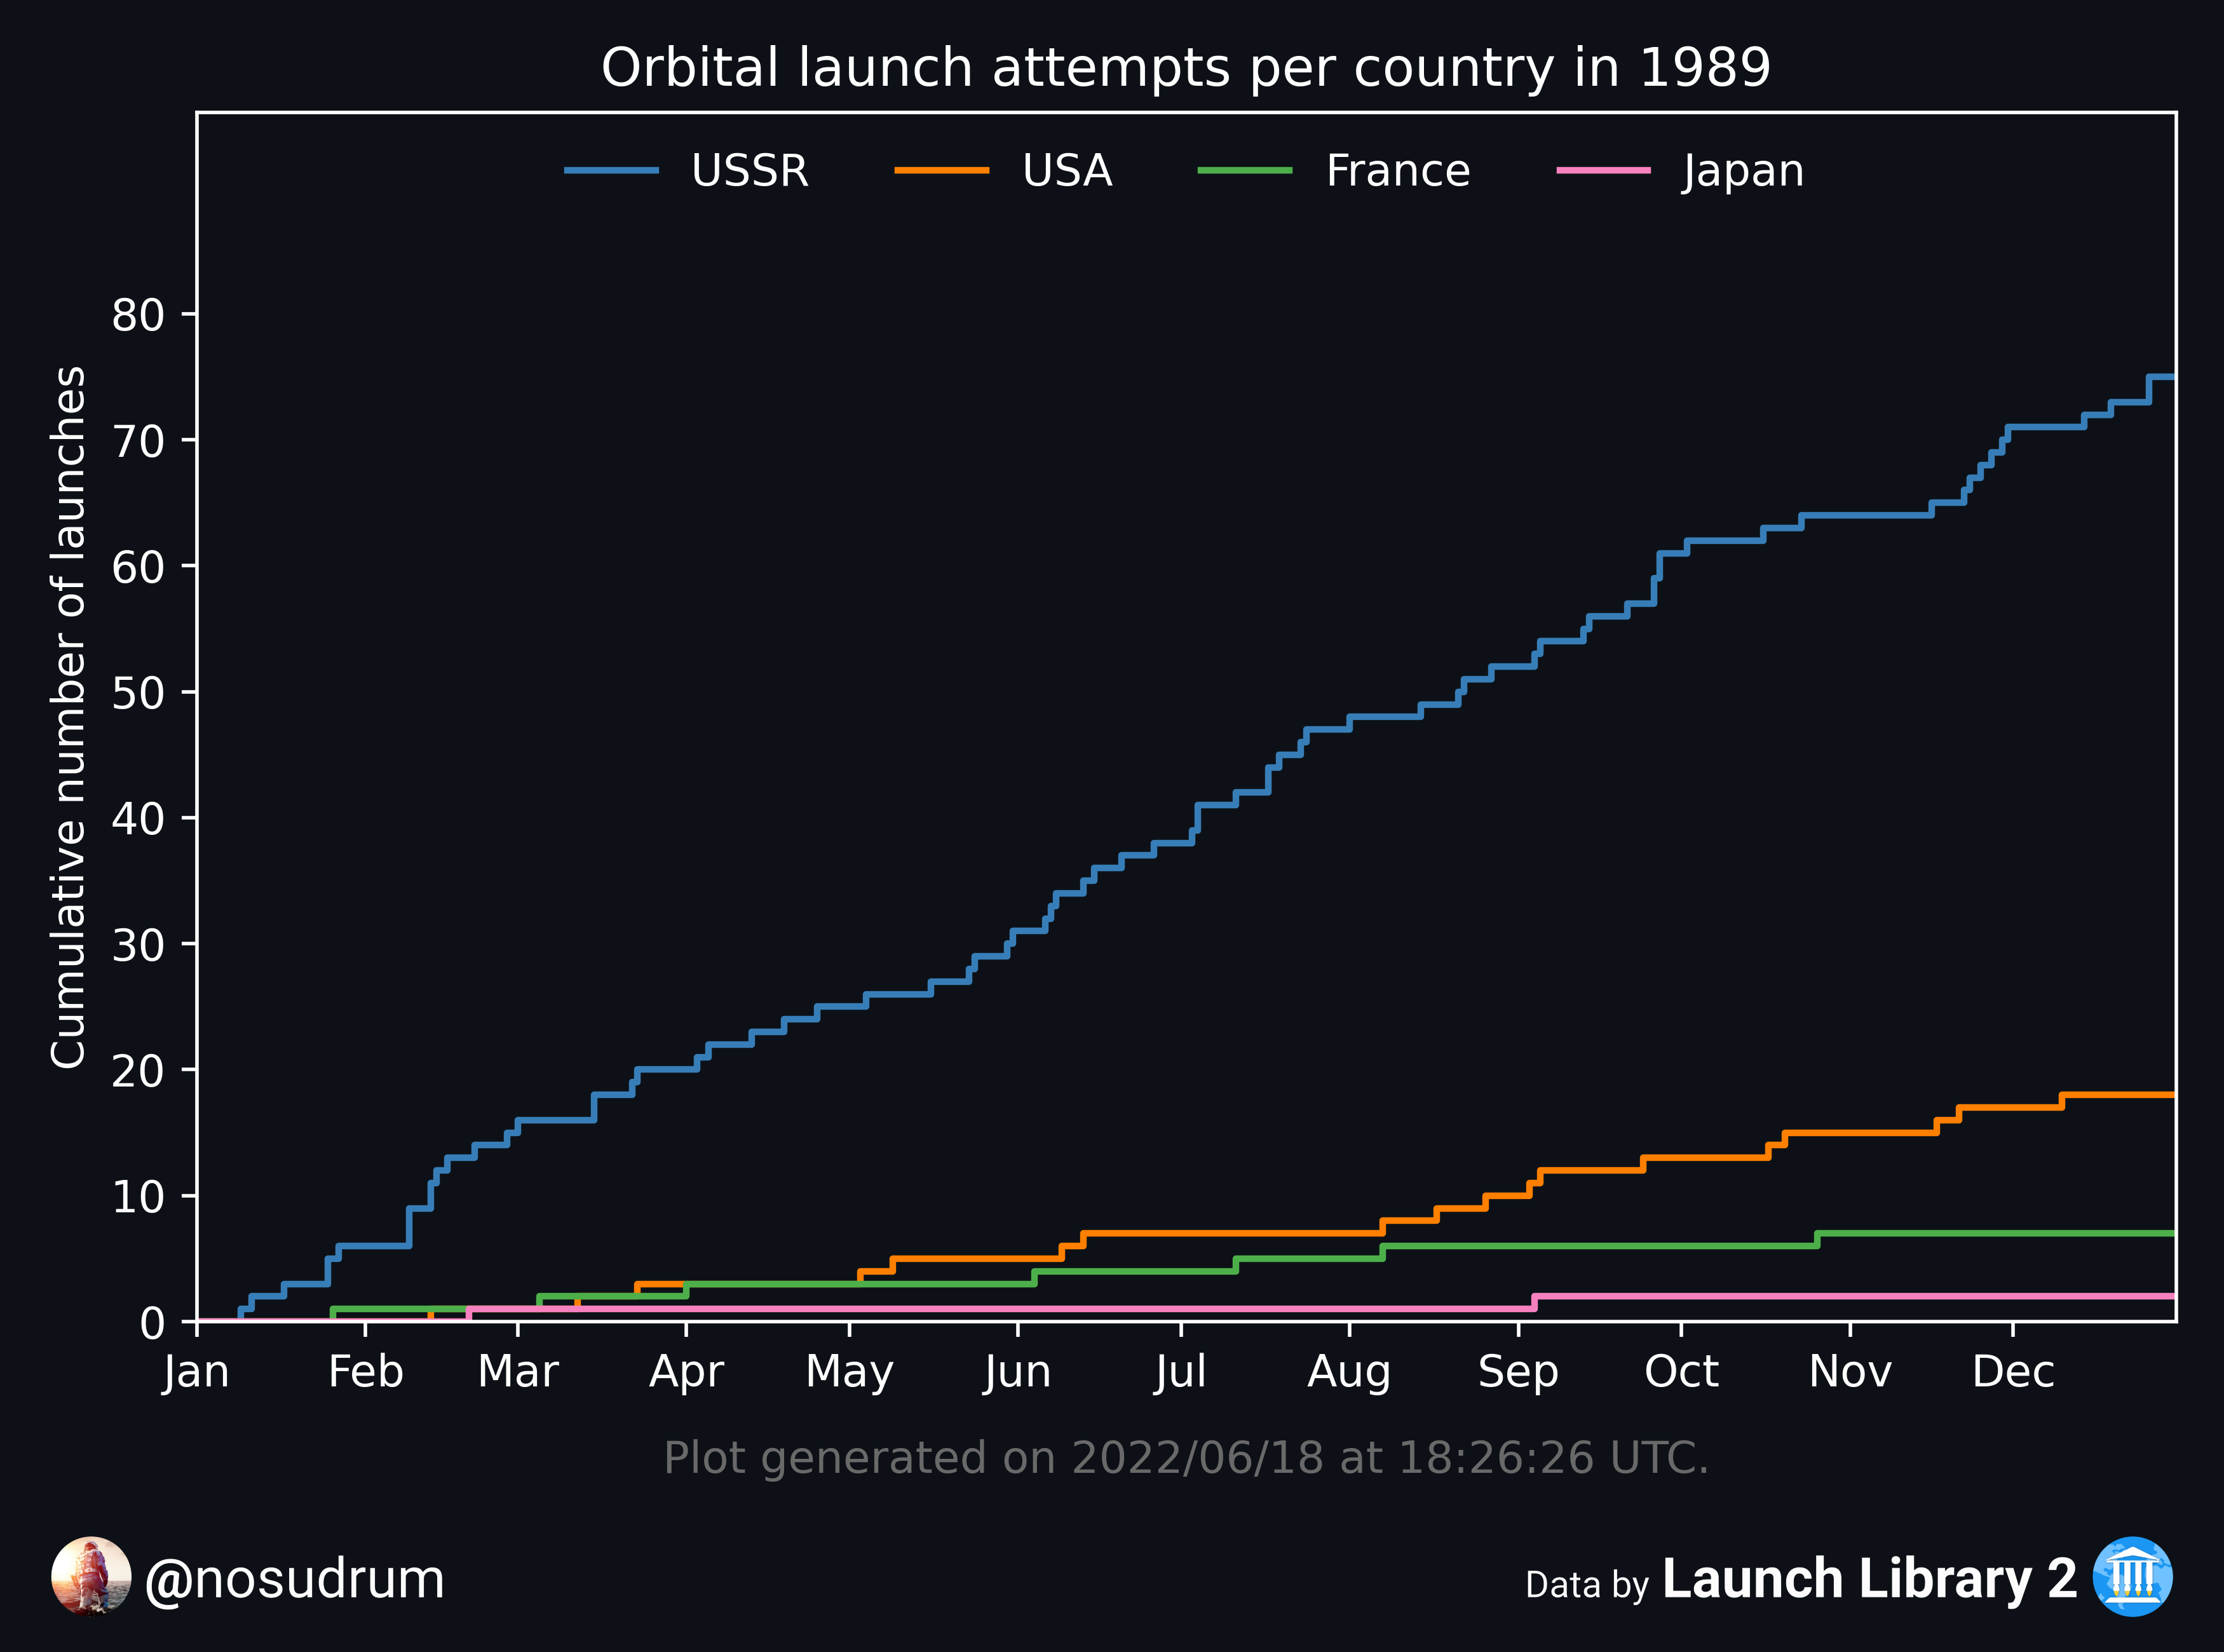 Orbital launch attempts per country in 1989
USSR USA France Japan
Cumulative number of launches
80
70
60
50
40
30
20
10
0
Jan Feb Mar Apr May Jun Jul Aug Sep Oct Nov Dec
Plot generated on 2022/06/18 at 18:26:26 UTC.
@nosudrum
Data by Launch Library 2